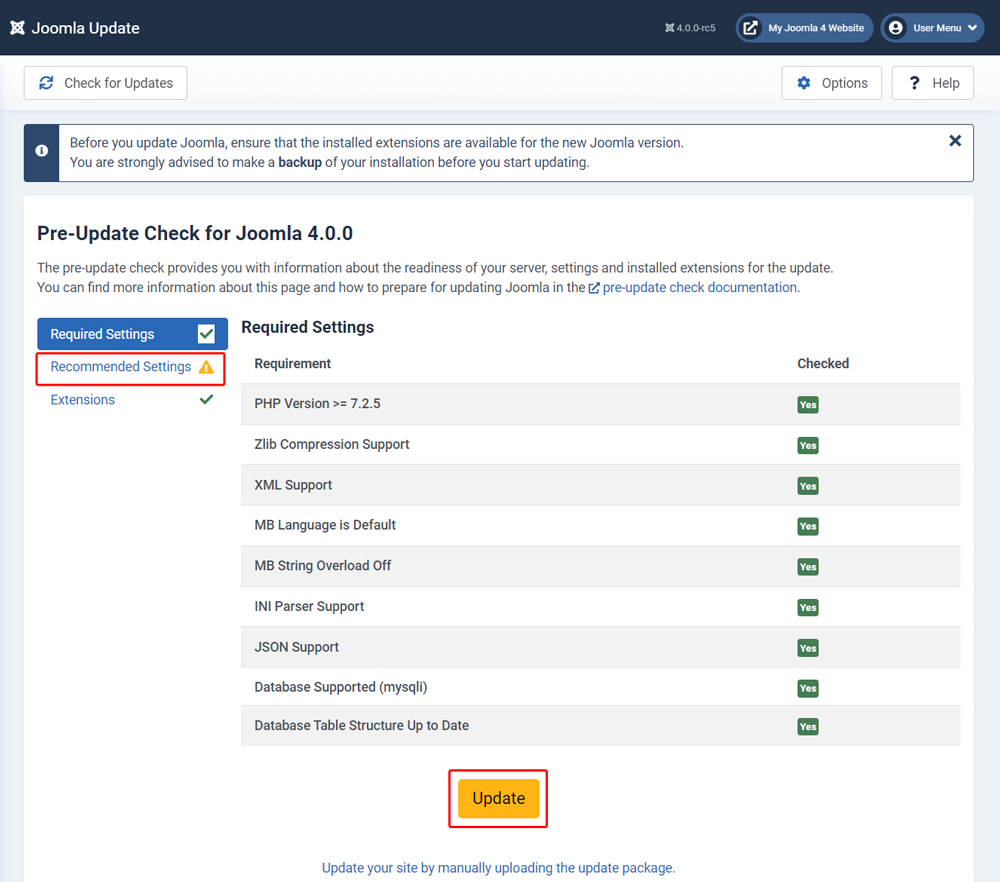 Joomla Update
4.0.0-rc5
My Joomla 4 Website
User Menu
Check for Updates
Options
Help
Before you update Joomla, ensure that the installed extensions are available for the new Joomla version.
You are strongly advised to make a backup of your installation before you start updating.
Pre-Update Check for Joomla 4.0.0
The pre-update check provides you with information about the readiness of your server, settings and installed extensions for the update.
You can find more information about this page and how to prepare for updating Joomla in the pre-update check documentation.
Required Settings
Recommended Settings
Extensions
Required Settings
Requirement Checked
PHP Version >= 7.2.5 Yes
Zlib Compression Support Yes
XML Support Yes
MB Language is Default Yes
MB String Overload Off Yes
INI Parser Support Yes
JSON Support Yes
Database Supported (mysqli) Yes
Database Table Structure Up to Date Yes
Update
Update your site by manually uploading the update package.